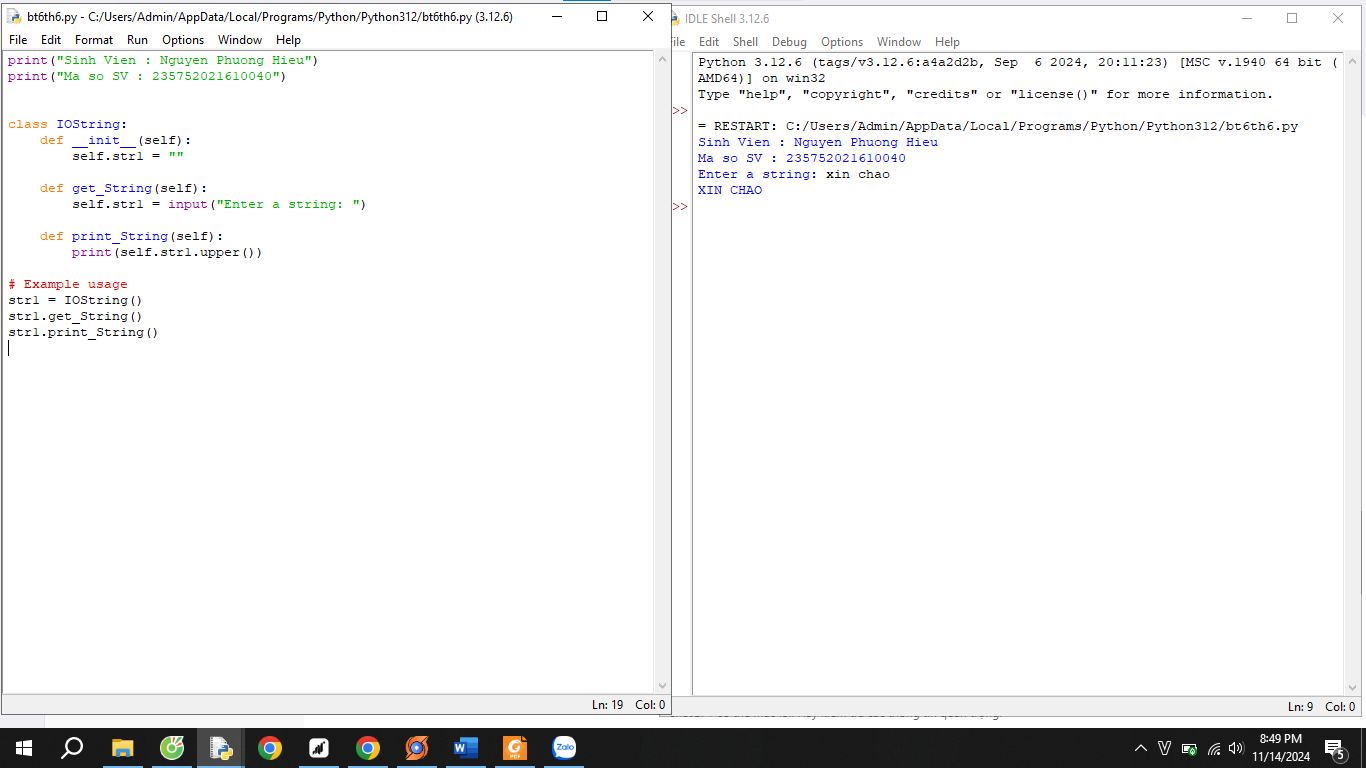 bt6th6.py - C:/Users/Admin/AppData/Local/Programs/Python/Python312/bt6th6.py (3.12.6)
File Edit Format Run Options Window Help
print("Sinh Vien : Nguyen Phuong Hieu")
print("Ma so SV : 235752021610040")
class IOString:
    def __init__(self):
        self.str1 = ""
    def get_String(self):
        self.str1 = input("Enter a string: ")
    def print_String(self):
        print(self.str1.upper())
# Example usage
str1 = IOString()
str1.get_String()
str1.print_String()
Ln: 19 Col: 0
IDLE Shell 3.12.6
File Edit Shell Debug Options Window Help
Python 3.12.6 (tags/v3.12.6:a4a2d2b, Sep  6 2024, 20:11:23) [MSC v.1940 64 bit (
AMD64)] on win32
Type "help", "copyright", "credits" or "license()" for more information.
>>
= RESTART: C:/Users/Admin/AppData/Local/Programs/Python/Python312/bt6th6.py
Sinh Vien : Nguyen Phuong Hieu
Ma so SV : 235752021610040
Enter a string: xin chao
XIN CHAO
>>
Ln: 9 Col: 0
Zalo
8:49 PM
11/14/2024
5